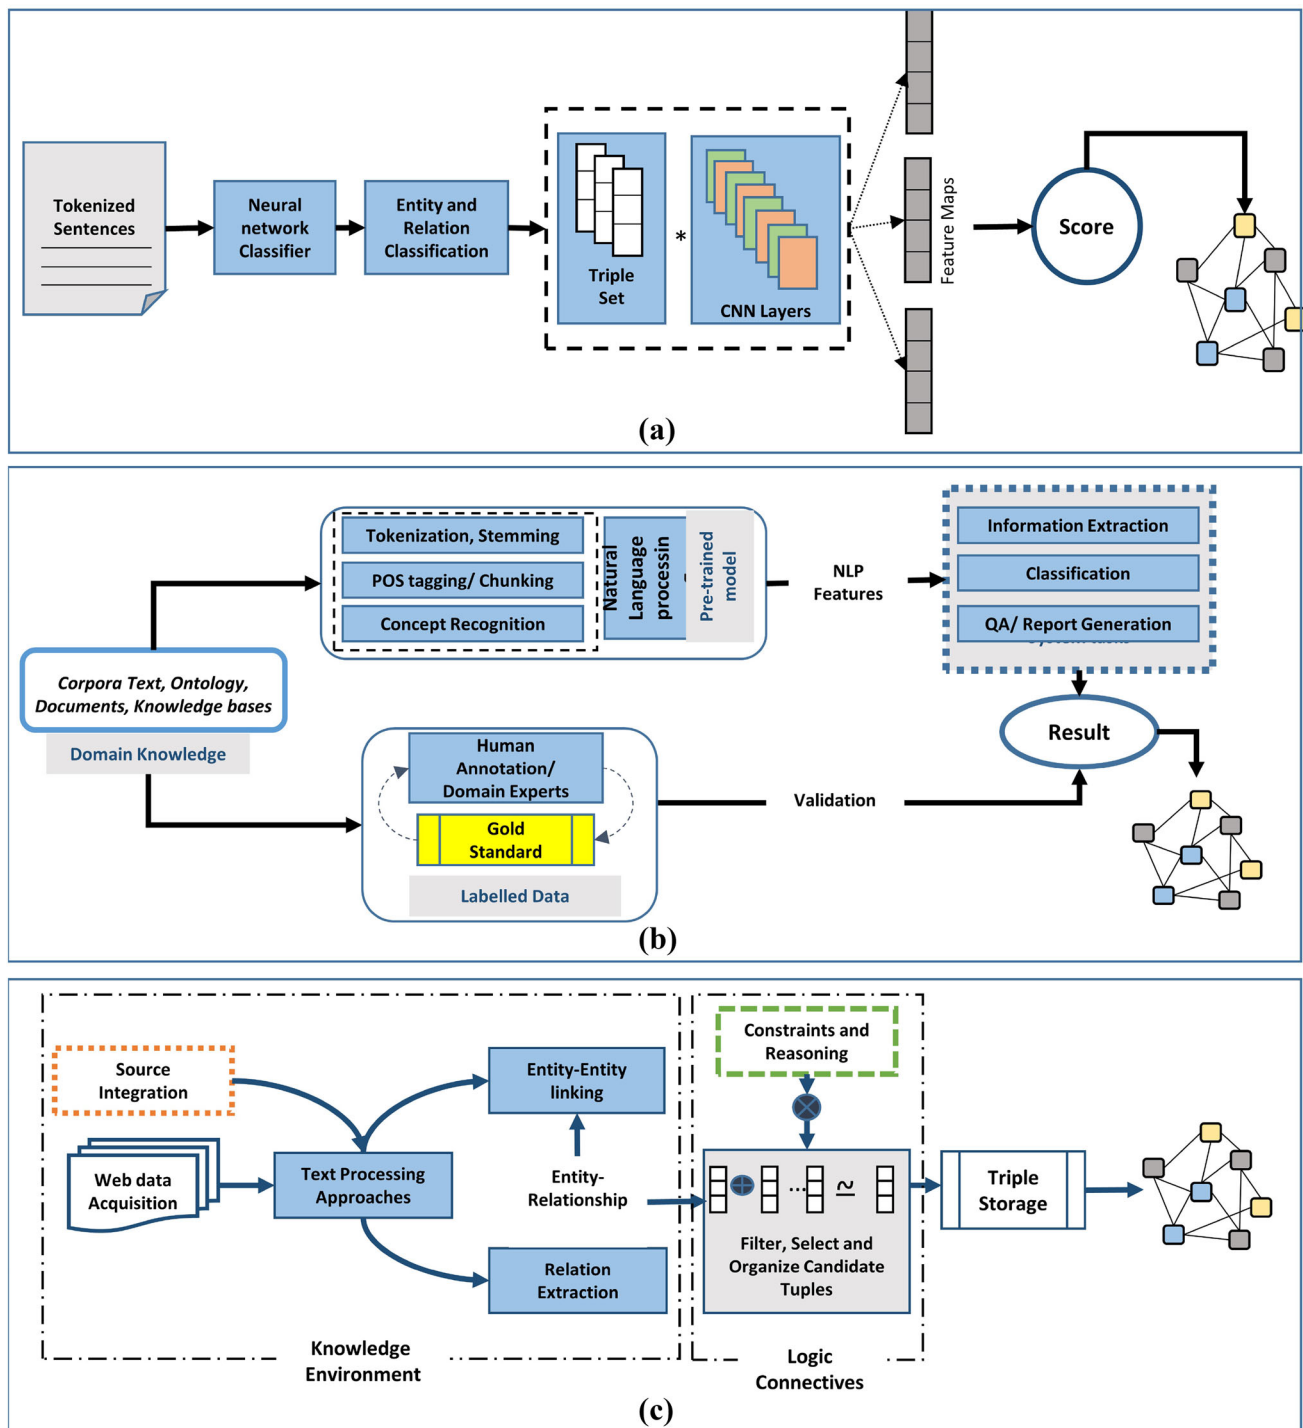 Tokenized
Sentences
Neural
network
Classifier
Entity and
Relation
Classification
Triple
Set
*
CNN Layers
Feature Maps
Score
(a)
Tokenization, Stemming
POS tagging/ Chunking
Concept Recognition
Natural
Language
processin
Pre-trained
model
NLP
Features
Information Extraction
Classification
QA/ Report Generation
Corpora Text, Ontology,
Documents, Knowledge bases
Domain Knowledge
Human
Annotation/
Domain Experts
Gold
Standard
Labelled Data
Validation
Result
(b)
Source
Integration
Web data
Acquisition
Text Processing
Approaches
Entity-Entity
linking
Entity-
Relationship
Relation
Extraction
Knowledge
Environment
Constraints and
Reasoning
...
Filter, Select and
Organize Candidate
Tuples
Logic
Connectives
Triple
Storage
(c)